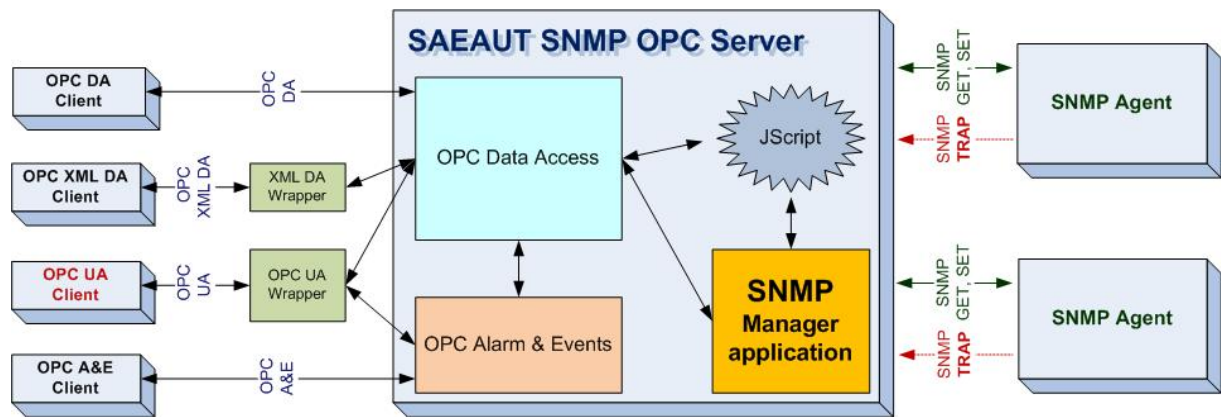 SAEAUT SNMP OPC Server
OPC DA
Client
OPC
DA
OPC XML DA
Client
OPC
XML DA
XML DA
Wrapper
OPC UA
Client
OPC
UA
OPC UA
Wrapper
OPC A&E
Client
OPC
A&E
OPC Data Access
OPC Alarm & Events
JScript
SNMP
Manager
application
SNMP
GET, SET
SNMP
TRAP
SNMP Agent
SNMP
GET, SET
SNMP
TRAP
SNMP Agent